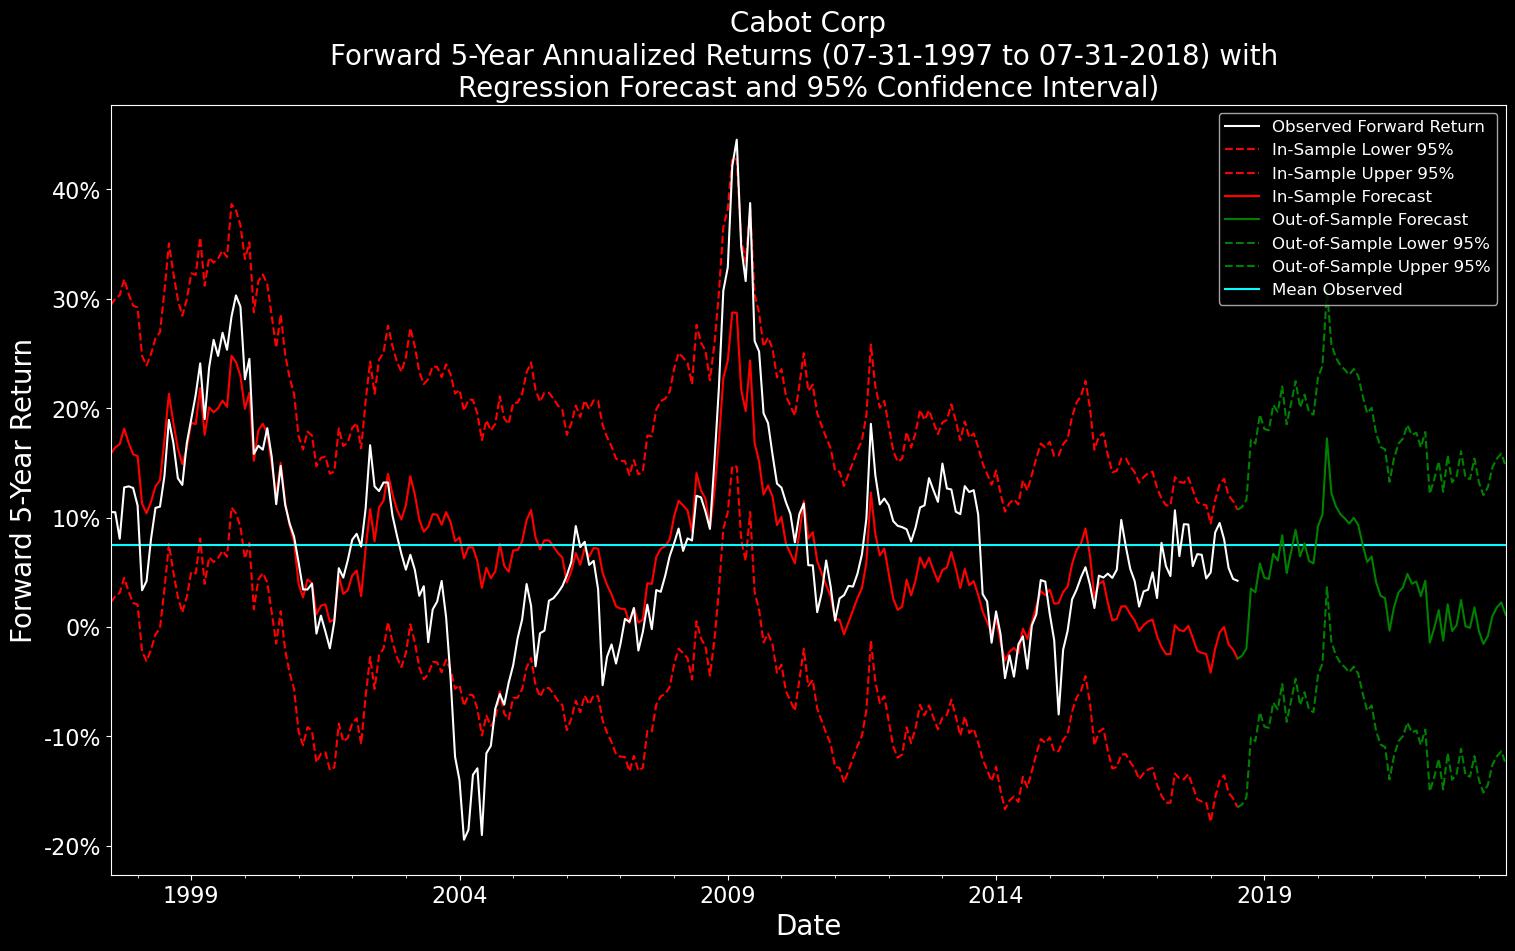 Cabot Corp
Forward 5-Year Annualized Returns (07-31-1997 to 07-31-2018) with
Regression Forecast and 95% Confidence Interval)
Observed Forward Return
In-Sample Lower 95%
In-Sample Upper 95%
In-Sample Forecast
Out-of-Sample Forecast
Out-of-Sample Lower 95%
Out-of-Sample Upper 95%
Mean Observed
Forward 5-Year Return
40%
30%
20%
10%
0%
-10%
-20%
1999 2004 2009 2014 2019
Date